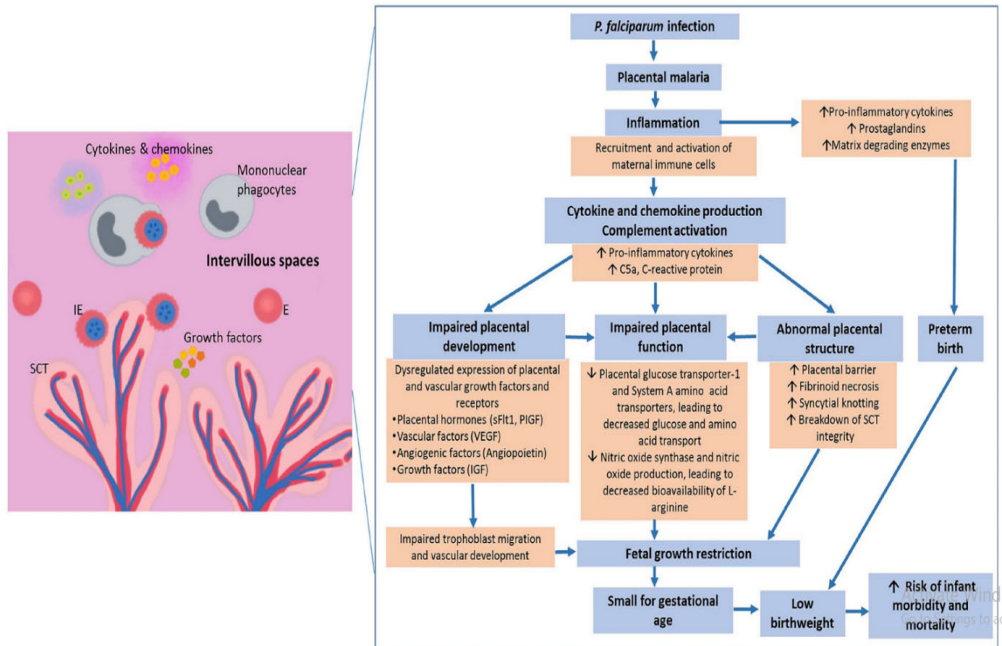 Cytokines & chemokines
Mononuclear
phagocytes
Intervillous spaces
IE
E
Growth factors
SCT
P. falciparum infection
Placental malaria
Inflammation
Recruitment and activation of
maternal immune cells
↑Pro-inflammatory cytokines
↑ Prostaglandins
↑Matrix degrading enzymes
Cytokine and chemokine production
Complement activation
↑ Pro-inflammatory cytokines
↑ C5a, C-reactive protein
Impaired placental
development
Dysregulated expression of placental
and vascular growth factors and
receptors
•Placental hormones (sFlt1, PlGF)
•Vascular factors (VEGF)
•Angiogenic factors (Angiopoietin)
•Growth factors (IGF)
Impaired placental
function
↓ Placental glucose transporter-1
and System A amino acid
transporters, leading to
decreased glucose and amino
acid transport
↓ Nitric oxide synthase and nitric
oxide production, leading to
decreased bioavailability of L-
arginine
Abnormal placental
structure
↑ Placental barrier
↑ Fibrinoid necrosis
↑ Syncytial knotting
↑ Breakdown of SCT
integrity
Preterm
birth
Impaired trophoblast migration
and vascular development
Fetal growth restriction
Small for gestational
age
Low
birthweight
↑ Risk of infant
morbidity and
mortality